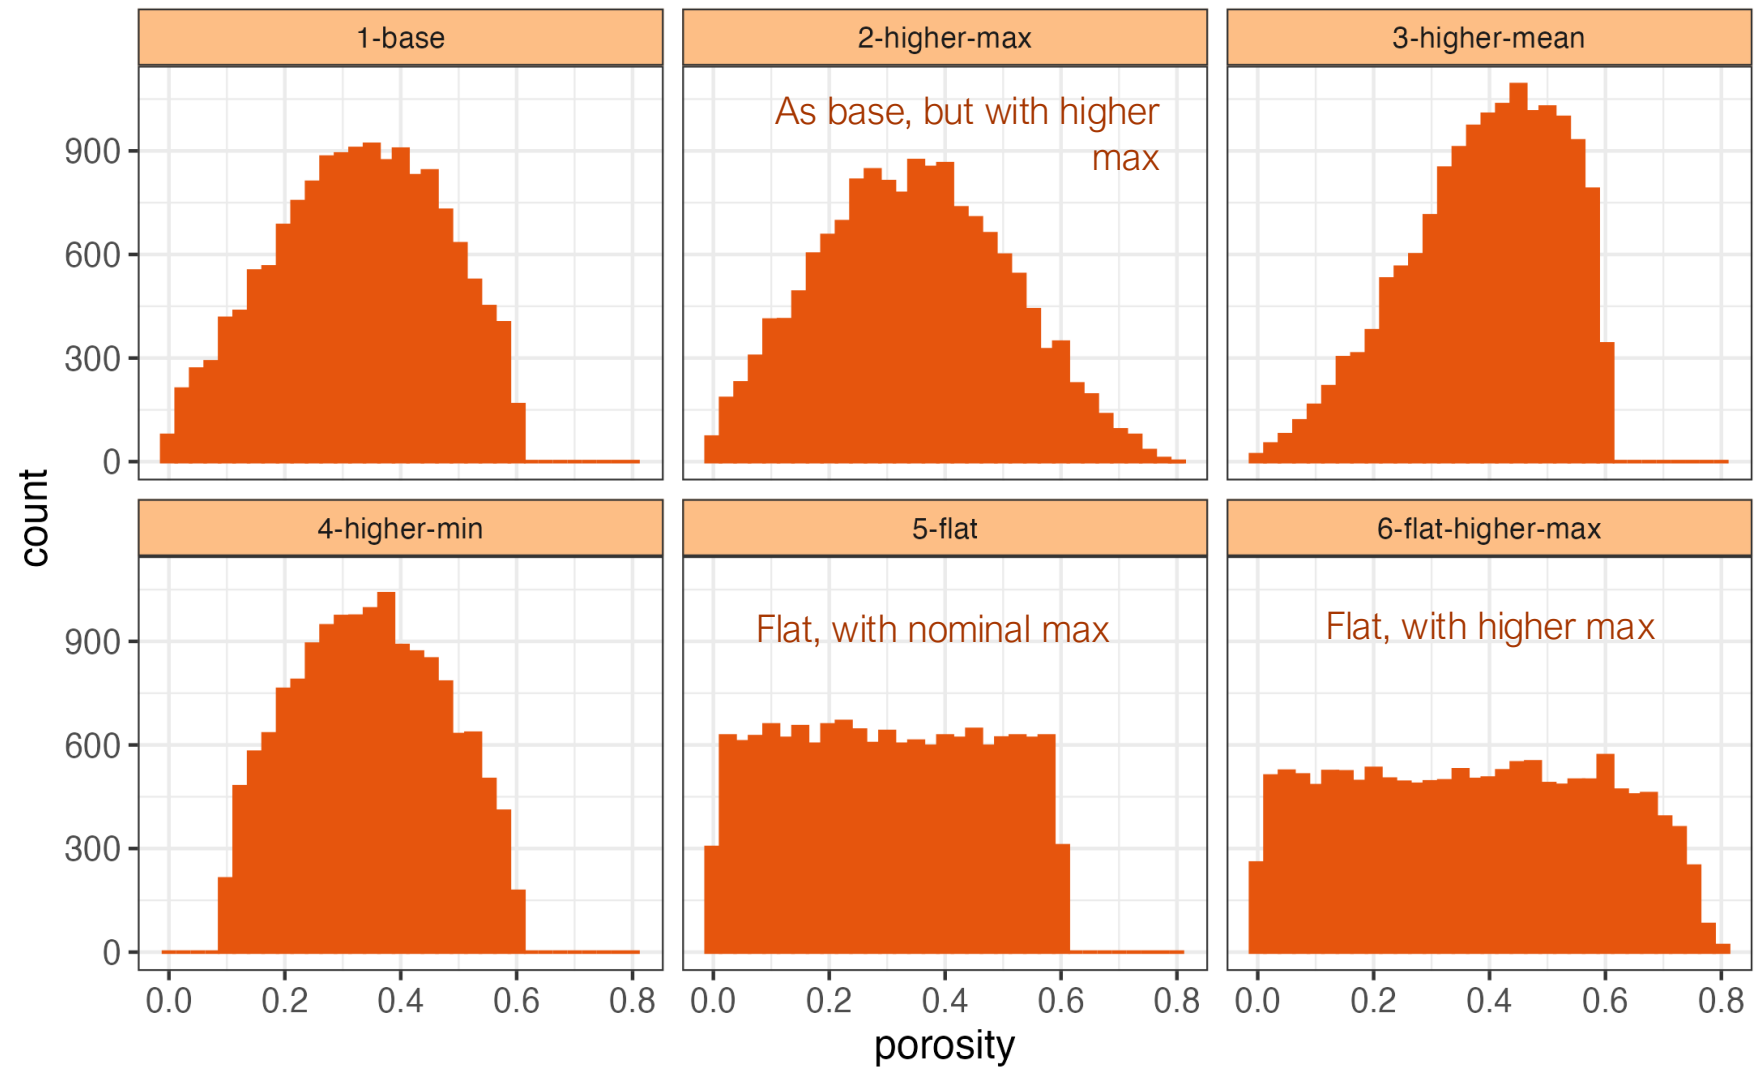 1-base
2-higher-max
3-higher-mean
As base, but with higher
max
900
600
300
0
count
4-higher-min
5-flat
6-flat-higher-max
Flat, with nominal max
Flat, with higher max
900
600
300
0
0.0 0.2 0.4 0.6 0.8
0.0 0.2 0.4 0.6 0.8
0.0 0.2 0.4 0.6 0.8
porosity